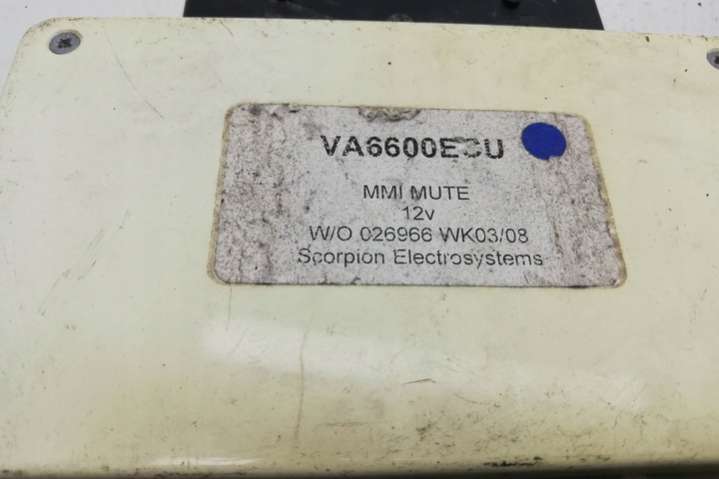 VA6600ECU
MMI MUTE
12v
W/O 026966 WK03/08
Scorpion Electrosystems